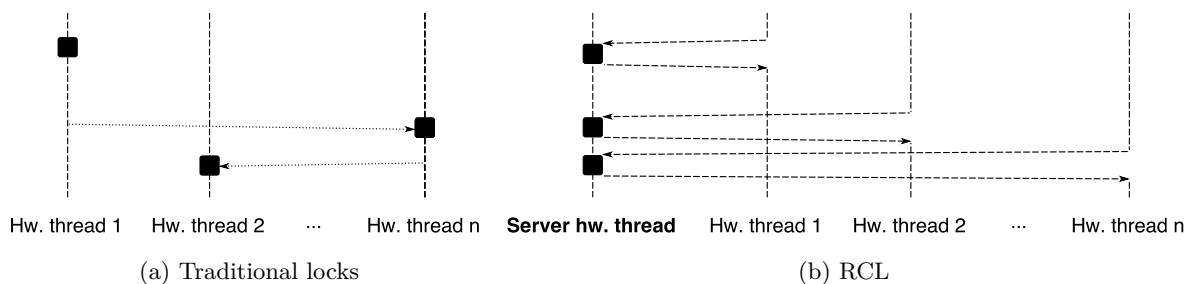 Hw. thread 1 Hw. thread 2 ... Hw. thread n Server hw. thread Hw. thread 1 Hw. thread 2 ... Hw. thread n
(a) Traditional locks (b) RCL